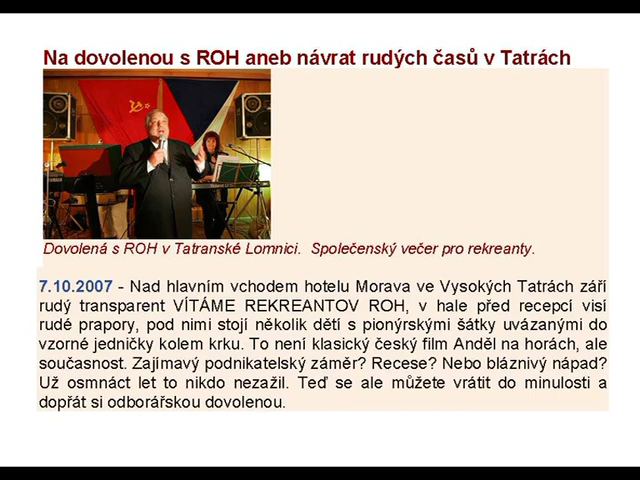 Na dovolenou s ROH aneb návrat rudých časů v Tatrách
Dovolená s ROH v Tatranské Lomnici. Společenský večer pro rekreanty.
7.10.2007 - Nad hlavním vchodem hotelu Morava ve Vysokých Tatrách září
rudý transparent VÍTÁME REKREANTOV ROH, v hale před recepcí visí
rudé prapory, pod nimi stojí několik dětí s pionýrskými šátky uvázanými do
vzorné jedničky kolem krku. To není klasický český film Anděl na horách, ale
současnost. Zajímavý podnikatelský záměr? Recese? Nebo bláznivý nápad?
Už osmnáct let to nikdo nezažil. Teď se ale můžete vrátit do minulosti a
dopřát si odborářskou dovolenou.